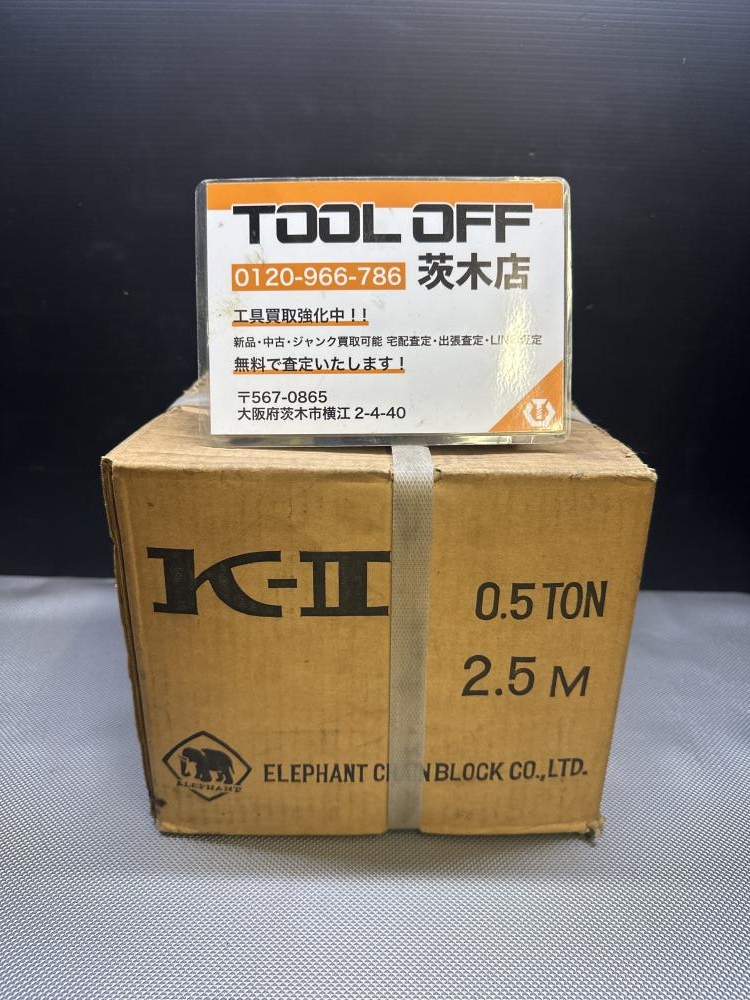 TOOL OFF
0120-966-786 茨木店
工具買取強化中!!
新品・中古・ジャンク買取可能 宅配査定・出張査定・LINE査定
無料で査定いたします!
〒567-0865
大阪府茨木市横江 2-4-40
K-II
0.5 TON
2.5 M
ELEPHANT
ELEPHANT CHAIN BLOCK CO.,LTD.